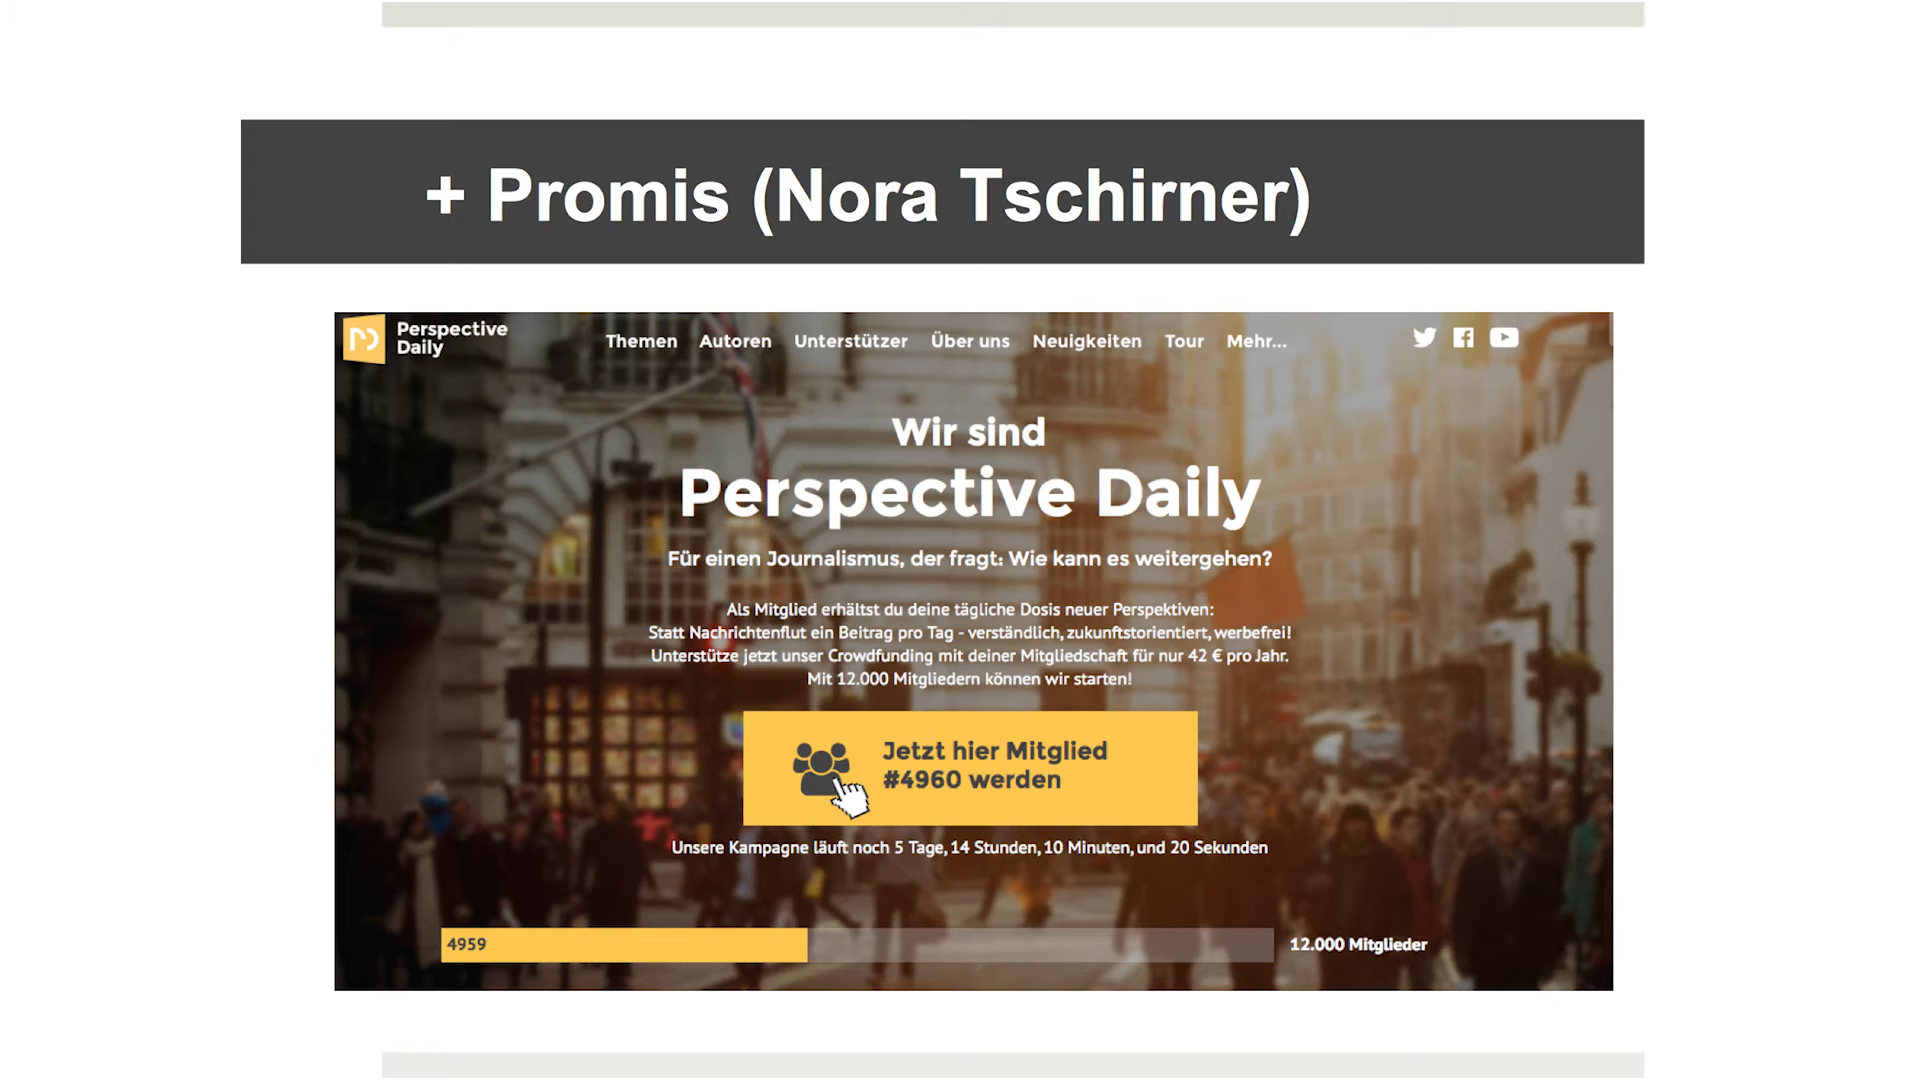 + Promis (Nora Tschirner)
Perspective
Daily
Themen Autoren Unterstützer Über uns Neuigkeiten Tour Mehr...
Wir sind
Perspective Daily
Für einen Journalismus, der fragt: Wie kann es weitergehen?
Als Mitglied erhältst du deine tägliche Dosis neuer Perspektiven:
Statt Nachrichtenflut ein Beitrag pro Tag - verständlich, zukunftstorientiert, werbefrei!
Unterstütze jetzt unser Crowdfunding mit deiner Mitgliedschaft für nur 42 € pro Jahr.
Mit 12.000 Mitgliedern können wir starten!
Jetzt hier Mitglied
#4960 werden
Unsere Kampagne läuft noch 5 Tage, 14 Stunden, 10 Minuten, und 20 Sekunden
4959 12.000 Mitglieder